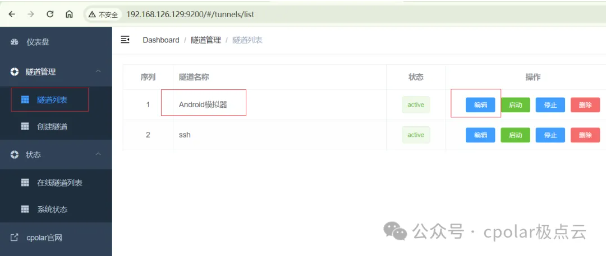 不安全 192.168.126.129:9200/#/tunnels/list
仪表盘
隧道管理
隧道列表
创建隧道
状态
在线隧道列表
系统状态
cpolar官网
Dashboard / 隧道管理 / 隧道列表
序列 隧道名称 状态 操作
1 Android模拟器 active 编辑 启动 停止 删除
2 ssh active 编辑 启动 停止 删除
公众号 · cpolar极点云